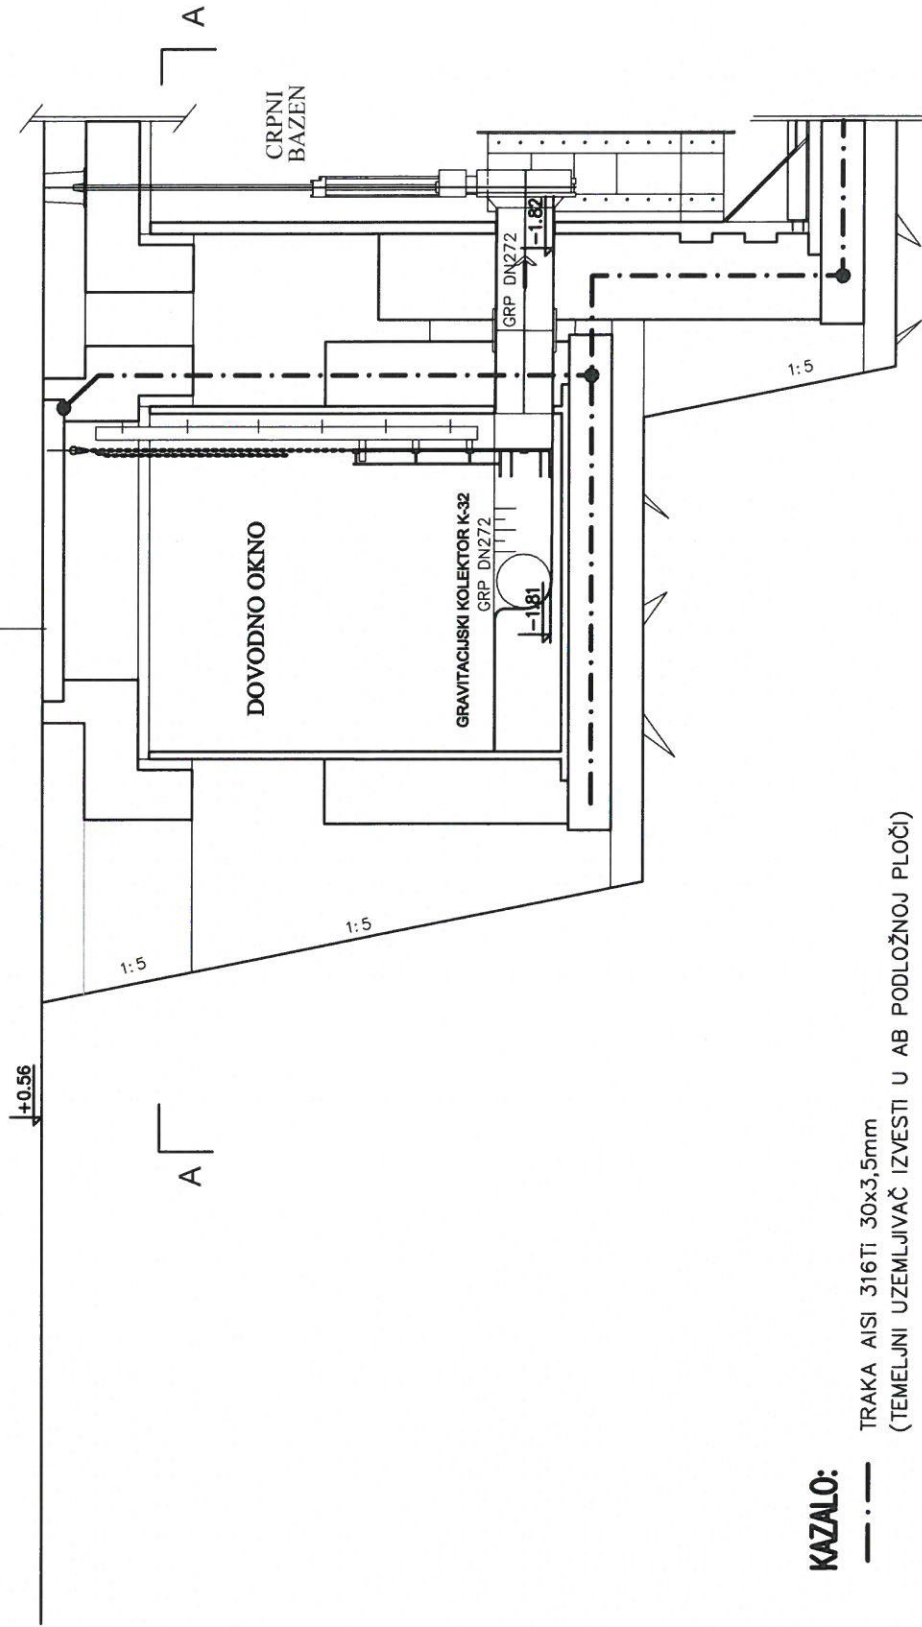 +0.56
A
A
1:5
1:5
1:5
DOVODNO OKNO
CRPNI
BAZEN
GRAVITACIJSKI KOLEKTOR K-32
GRP DN272
-1.81
GRP DN272
-1.82
KAZALO:
TRAKA AISI 316Ti 30x3,5mm
(TEMELJNI UZEMLJIVAČ IZVESTI U AB PODLOŽNOJ PLOČI)